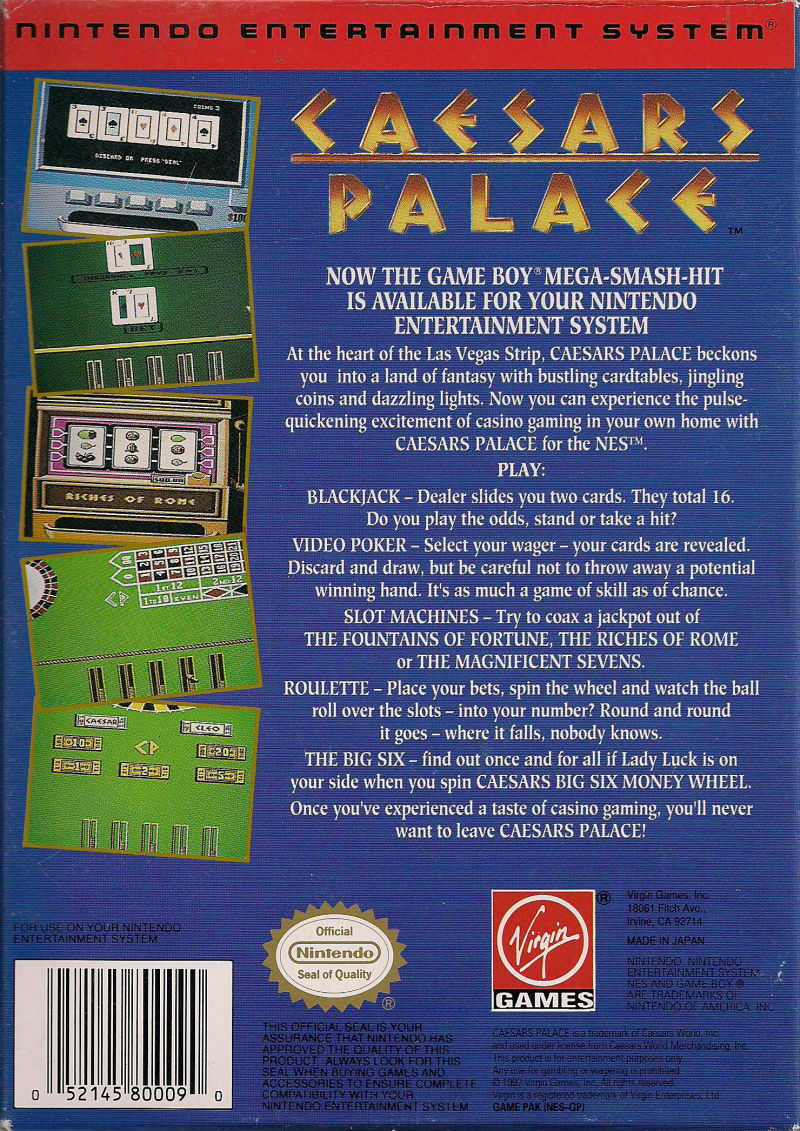 NINTENDO ENTERTAINMENT SYSTEM®
COINS 3
DISCARD OR PRESS "DEAL"
RICHES OF ROME
1ST 12
2ND 12
1TO18
EVEN
CAESAR
CLEO
CAESARS
PALACE™
NOW THE GAME BOY® MEGA-SMASH-HIT
IS AVAILABLE FOR YOUR NINTENDO
ENTERTAINMENT SYSTEM
At the heart of the Las Vegas Strip, CAESARS PALACE beckons
you into a land of fantasy with bustling cardtables, jingling
coins and dazzling lights. Now you can experience the pulse-
quickening excitement of casino gaming in your own home with
CAESARS PALACE for the NES™.
PLAY:
BLACKJACK – Dealer slides you two cards. They total 16.
Do you play the odds, stand or take a hit?
VIDEO POKER – Select your wager – your cards are revealed.
Discard and draw, but be careful not to throw away a potential
winning hand. It's as much a game of skill as of chance.
SLOT MACHINES – Try to coax a jackpot out of
THE FOUNTAINS OF FORTUNE, THE RICHES OF ROME
or THE MAGNIFICENT SEVENS.
ROULETTE – Place your bets, spin the wheel and watch the ball
roll over the slots – into your number? Round and round
it goes – where it falls, nobody knows.
THE BIG SIX – find out once and for all if Lady Luck is on
your side when you spin CAESARS BIG SIX MONEY WHEEL.
Once you've experienced a taste of casino gaming, you'll never
want to leave CAESARS PALACE!
FOR USE ON YOUR NINTENDO
ENTERTAINMENT SYSTEM
0 52145 80009 0
Official
Nintendo
Seal of Quality
®
THIS OFFICIAL SEAL IS YOUR
ASSURANCE THAT NINTENDO HAS
APPROVED THE QUALITY OF THIS
PRODUCT. ALWAYS LOOK FOR THIS
SEAL WHEN BUYING GAMES AND
ACCESSORIES TO ENSURE COMPLETE
COMPATIBILITY WITH YOUR
NINTENDO ENTERTAINMENT SYSTEM.
Virgin
GAMES
®
Virgin Games, Inc.
18061 Fitch Ave.,
Irvine, CA 92714
MADE IN JAPAN
NINTENDO, NINTENDO
ENTERTAINMENT SYSTEM,
NES AND GAME BOY ®
ARE TRADEMARKS OF
NINTENDO OF AMERICA, INC.
CAESARS PALACE is a trademark of Caesars World, Inc.
and used under license from Caesars World Merchandising, Inc.
This product is for entertainment purposes only.
Any use for gambling or wagering is prohibited.
© 1992 Virgin Games, Inc. All rights reserved.
Virgin is a registered trademark of Virgin Enterprises, Ltd.
GAME PAK (NES-GP)